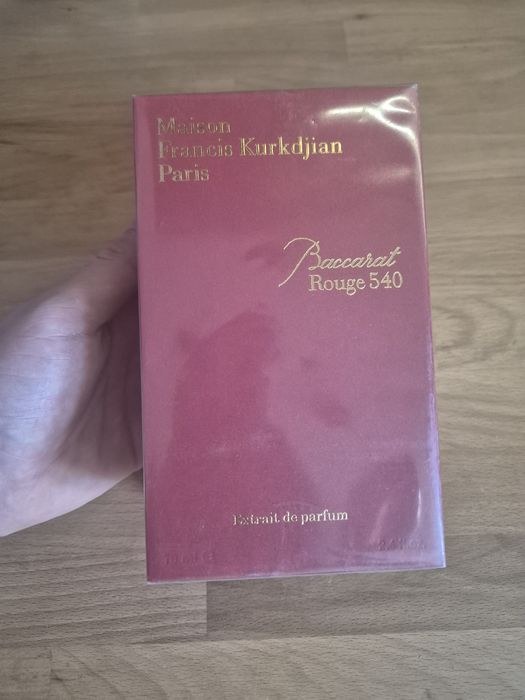 Maison
Francis Kurkdjian
Paris
Baccarat
Rouge 540
Extrait de parfum